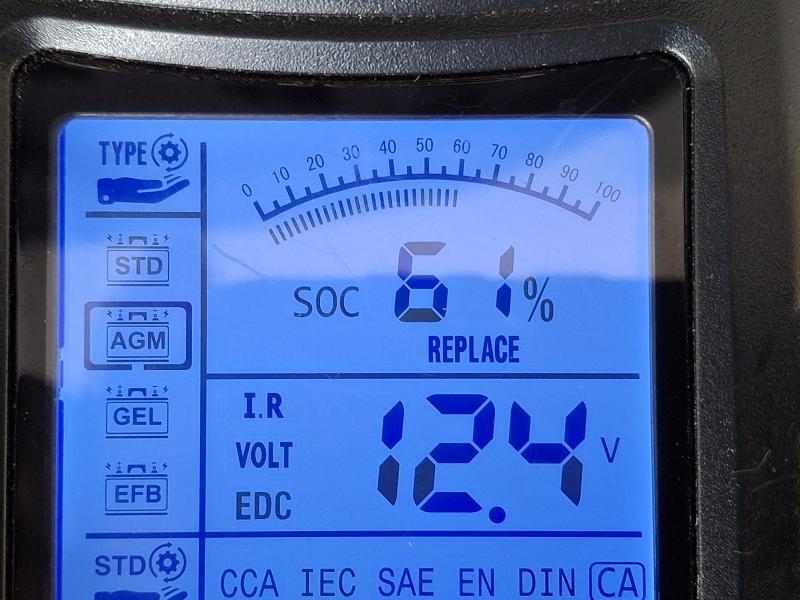 TYPE
0 10 20 30 40 50 60 70 80 90 100
STD
SOC 61%
AGM
REPLACE
GEL
I.R
VOLT
12.4 V
EFB
EDC
STD
CCA IEC SAE EN DIN CA